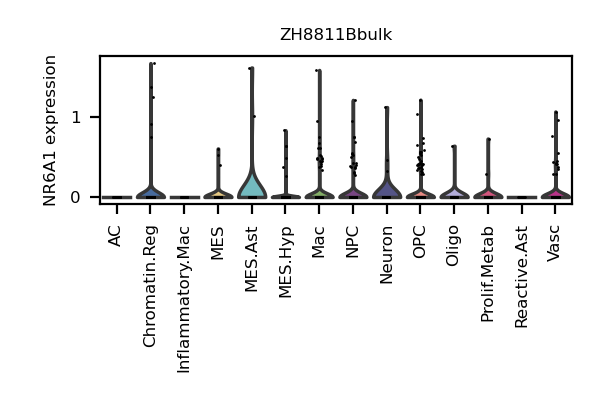 ZH8811Bbulk
NR6A1 expression
1
0
AC
Chromatin.Reg
Inflammatory.Mac
MES
MES.Ast
MES.Hyp
Mac
NPC
Neuron
OPC
Oligo
Prolif.Metab
Reactive.Ast
Vasc